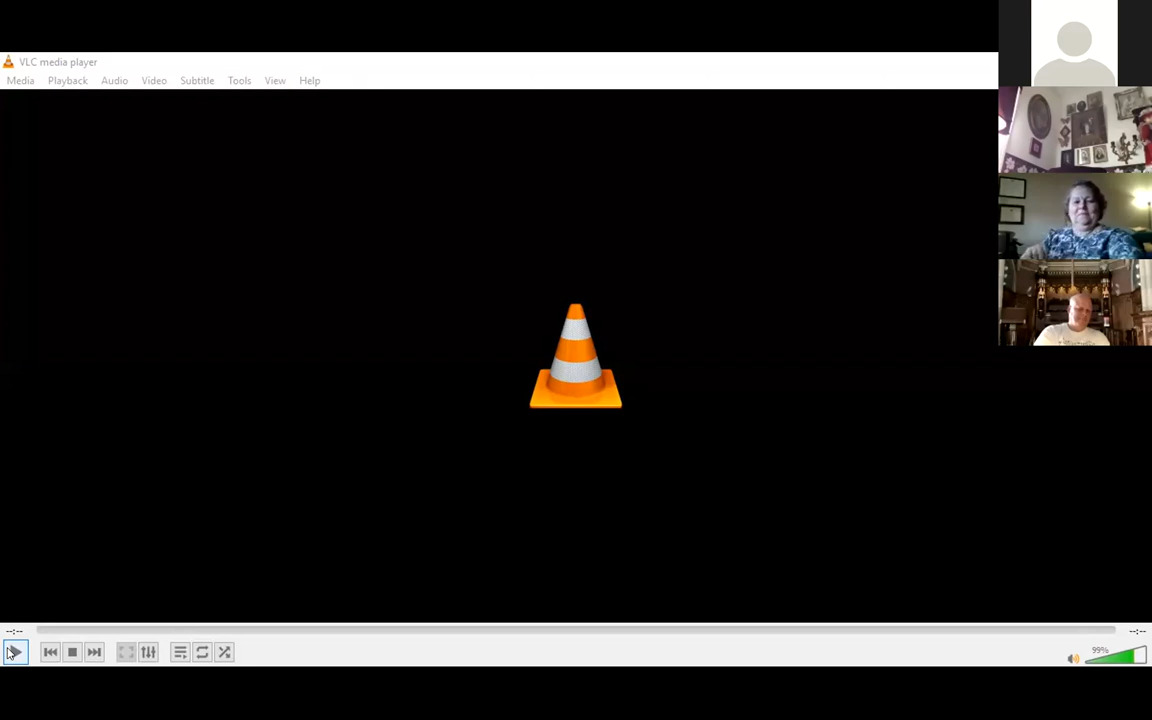 VLC media player
Media Playback Audio Video Subtitle Tools View Help
--:-- --:--
99%